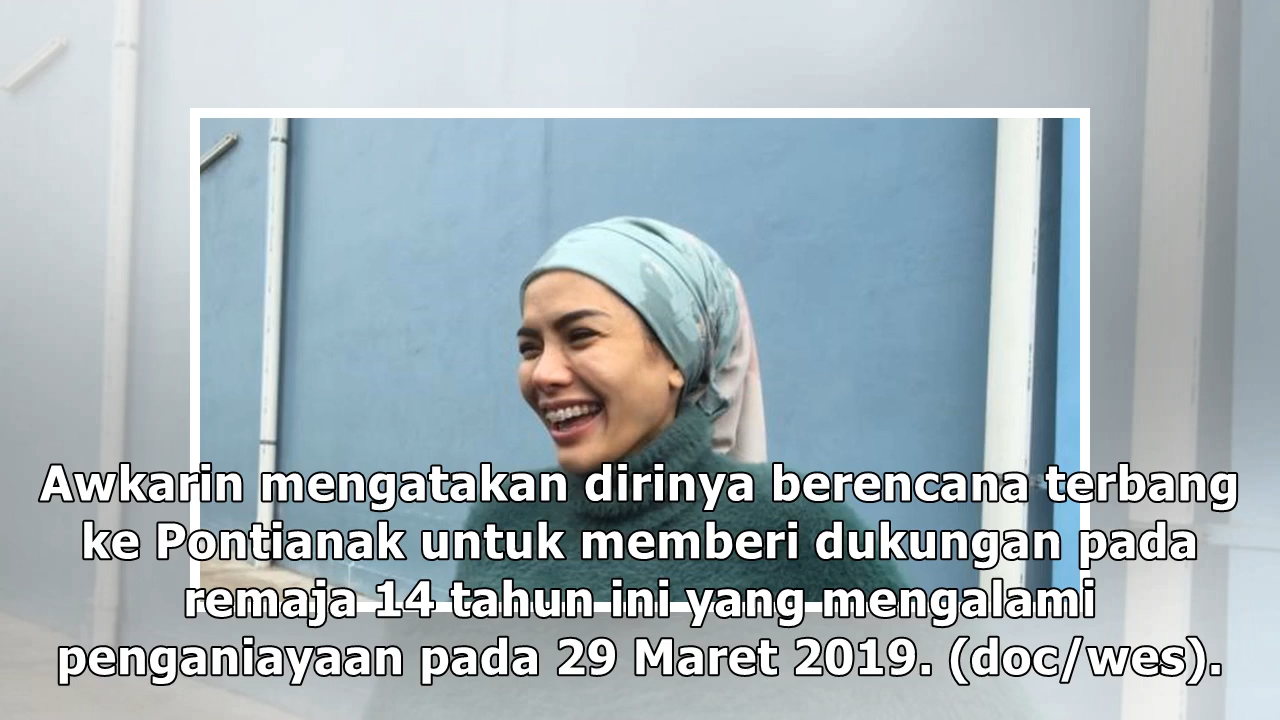 Awkarin mengatakan dirinya berencana terbang
ke Pontianak untuk memberi dukungan pada
remaja 14 tahun ini yang mengalami
penganiayaan pada 29 Maret 2019. (doc/wes).